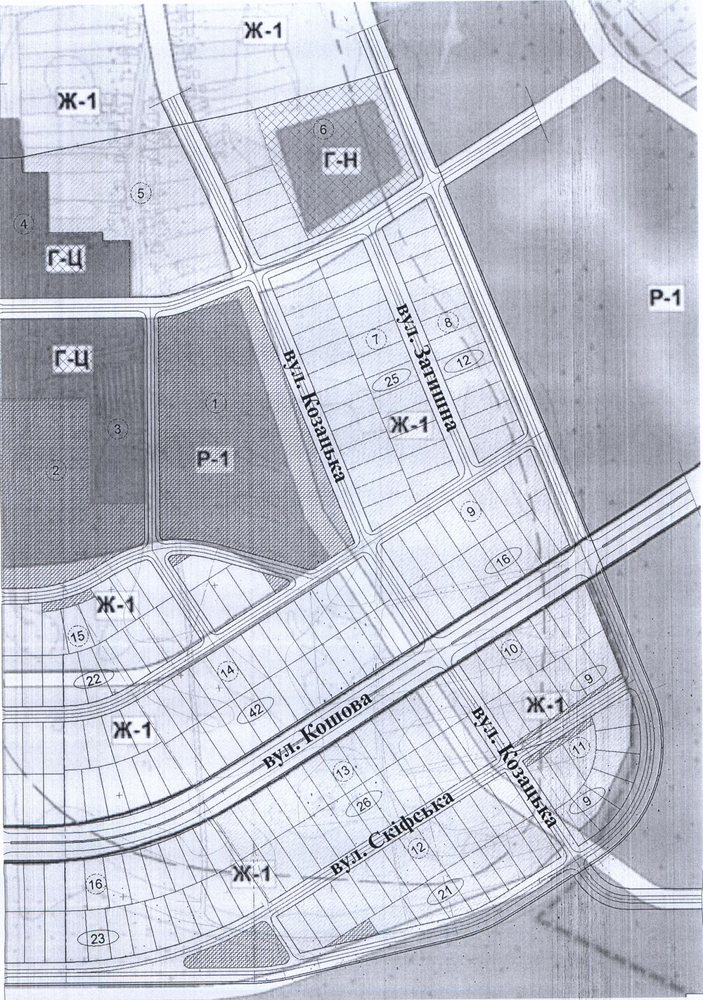 Ж-1
Ж-1
6
Г-Н
5
4
Г-Ц
Р-1
Г-Ц
7
8
25
12
вул. Затишна
вул. Козацька
1
3
Ж-1
Р-1
2
9
16
Ж-1
15
14
10
22
9
42
Ж-1
Ж-1
вул. Кошова
вул. Козацька
11
13
26
9
вул. Скіфська
12
Ж-1
16
21
23